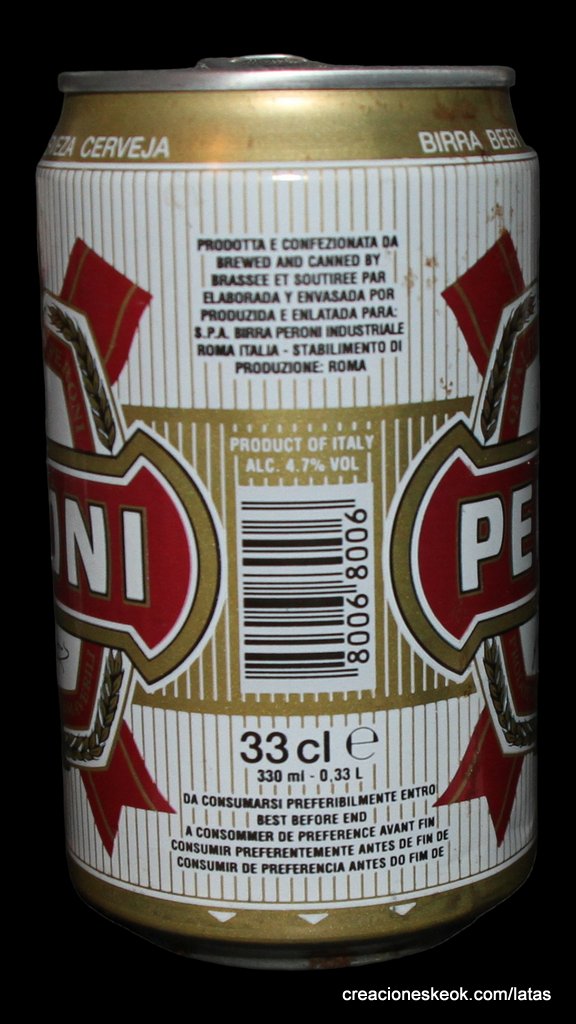 CERVEJA
BIRRA BEER
PRODOTTA E CONFEZIONATA DA
BREWED AND CANNED BY
BRASSEE ET SOUTIREE PAR
ELABORADA Y ENVASADA POR
PRODUZIDA E ENLATADA PARA:
S.P.A. BIRRA PERONI INDUSTRIALE
ROMA ITALIA - STABILIMENTO DI
PRODUZIONE: ROMA
PRODUCT OF ITALY
ALC. 4.7% VOL
ONI
PE
8006 8006
33 cl ℮
330 ml - 0,33 L
DA CONSUMARSI PREFERIBILMENTE ENTRO
BEST BEFORE END
A CONSOMMER DE PREFERENCE AVANT FIN
CONSUMIR PREFERENTEMENTE ANTES DE FIN DE
CONSUMIR DE PREFERENCIA ANTES DO FIM DE
creacioneskeok.com/latas